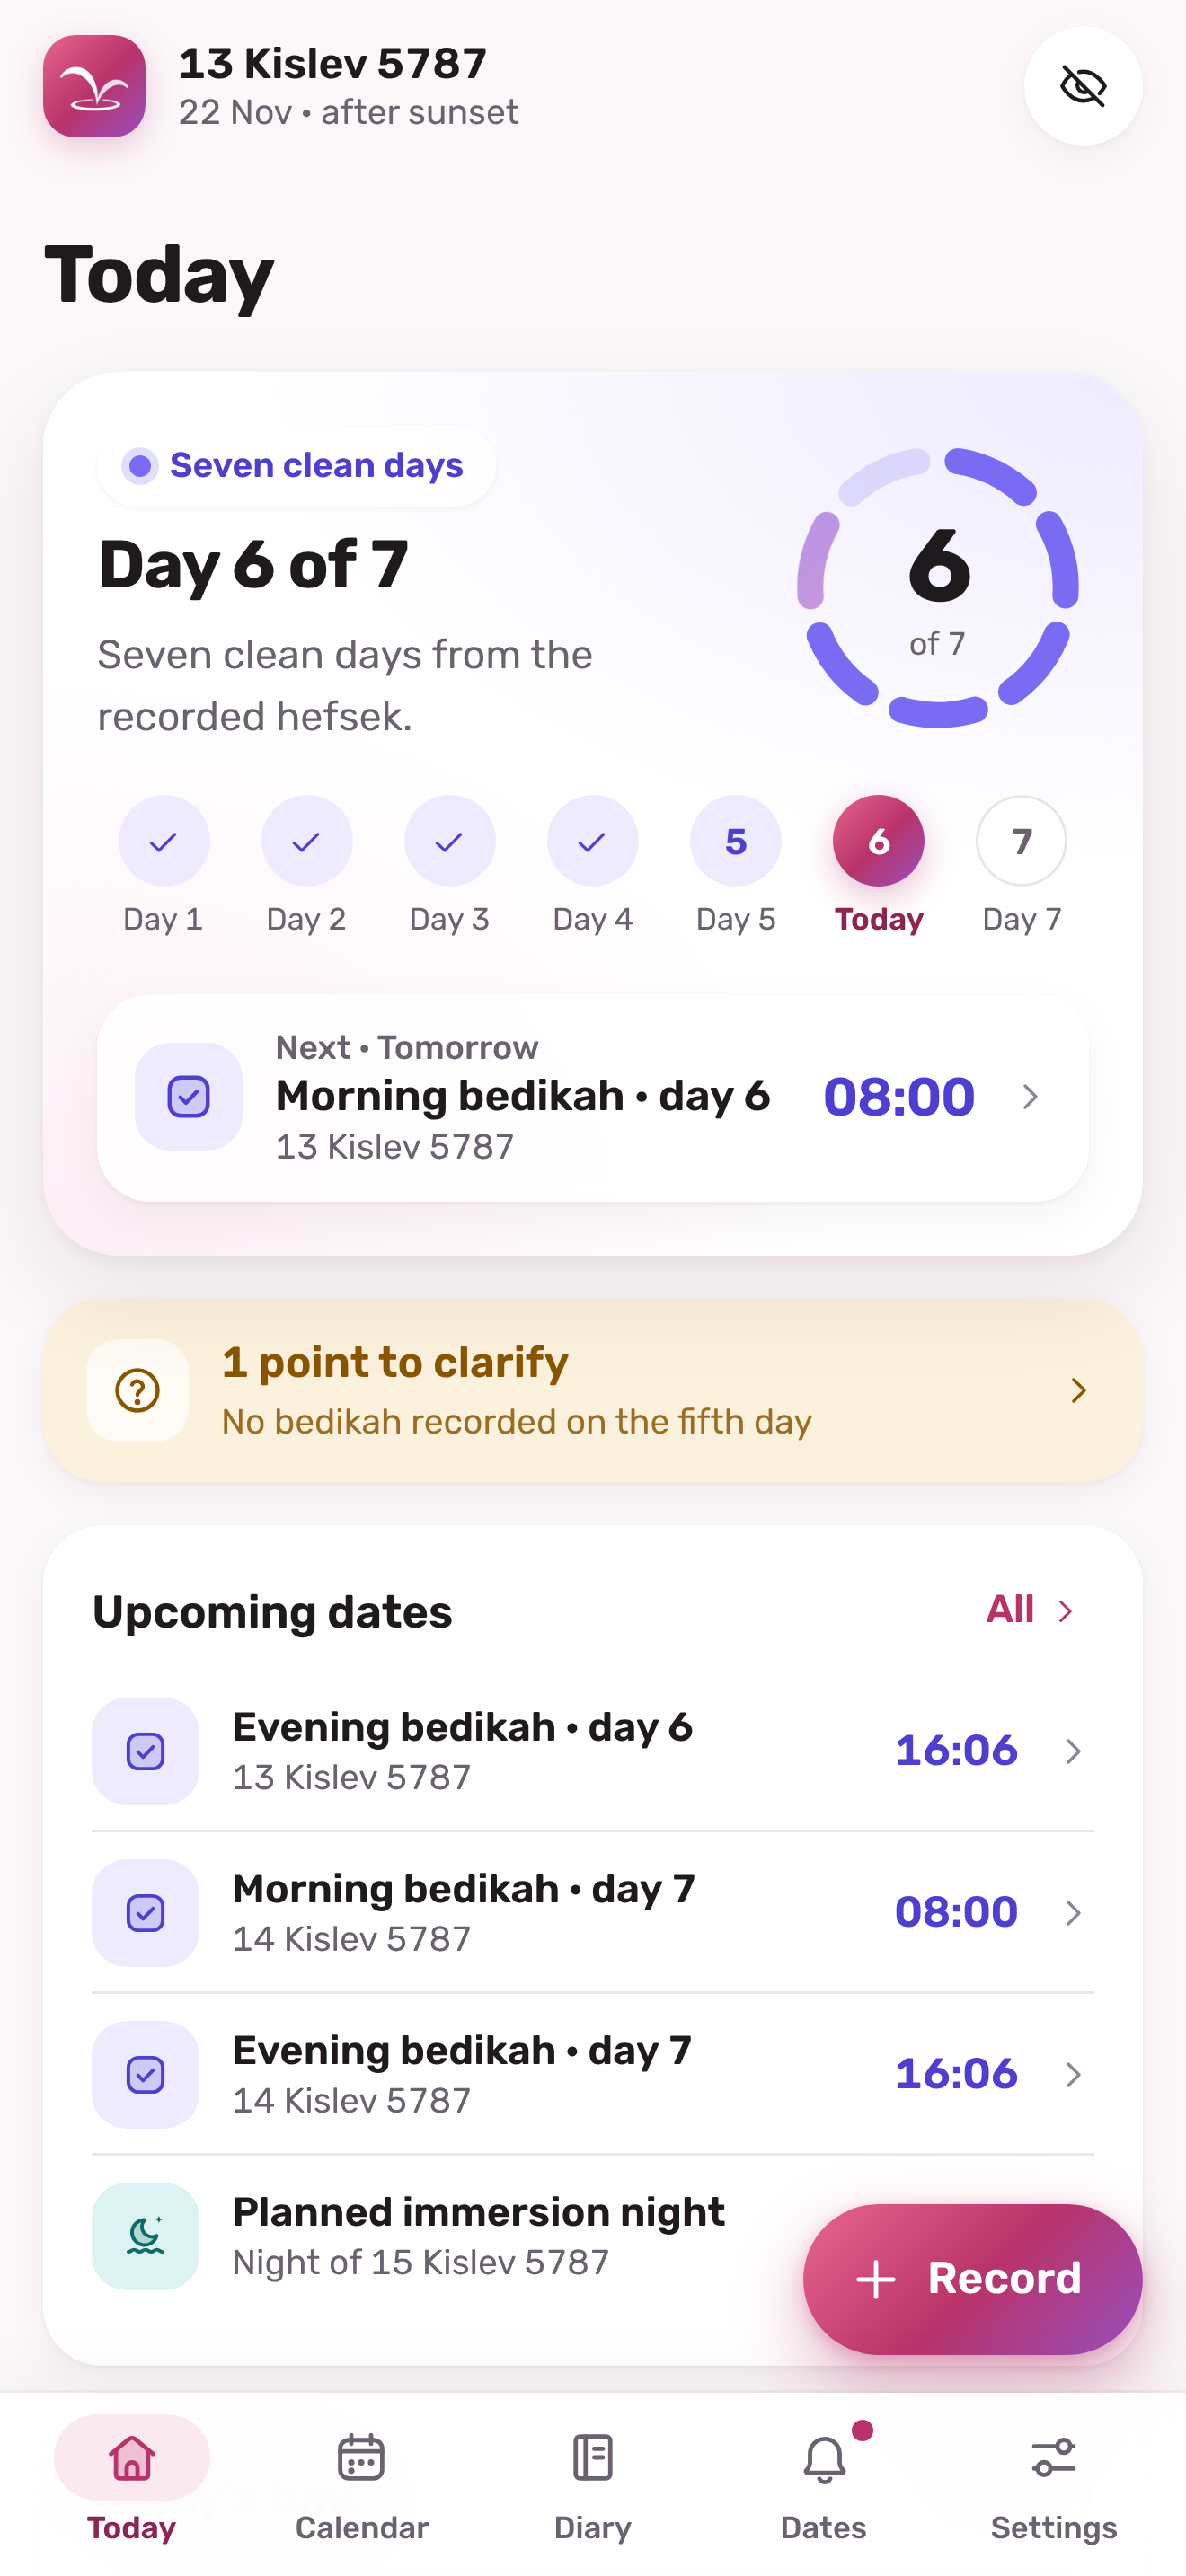 13 Kislev 5787
22 Nov • after sunset
Today
Seven clean days
Day 6 of 7
Seven clean days from the
recorded hefsek.
6
of 7
5
6
7
Day 1
Day 2
Day 3
Day 4
Day 5
Today
Day 7
Next • Tomorrow
Morning bedikah • day 6
08:00
13 Kislev 5787
1 point to clarify
No bedikah recorded on the fifth day
Upcoming dates
All
Evening bedikah • day 6
13 Kislev 5787
16:06
Morning bedikah • day 7
14 Kislev 5787
08:00
Evening bedikah • day 7
14 Kislev 5787
16:06
Planned immersion night
Night of 15 Kislev 5787
Record
Today
Calendar
Diary
Dates
Settings